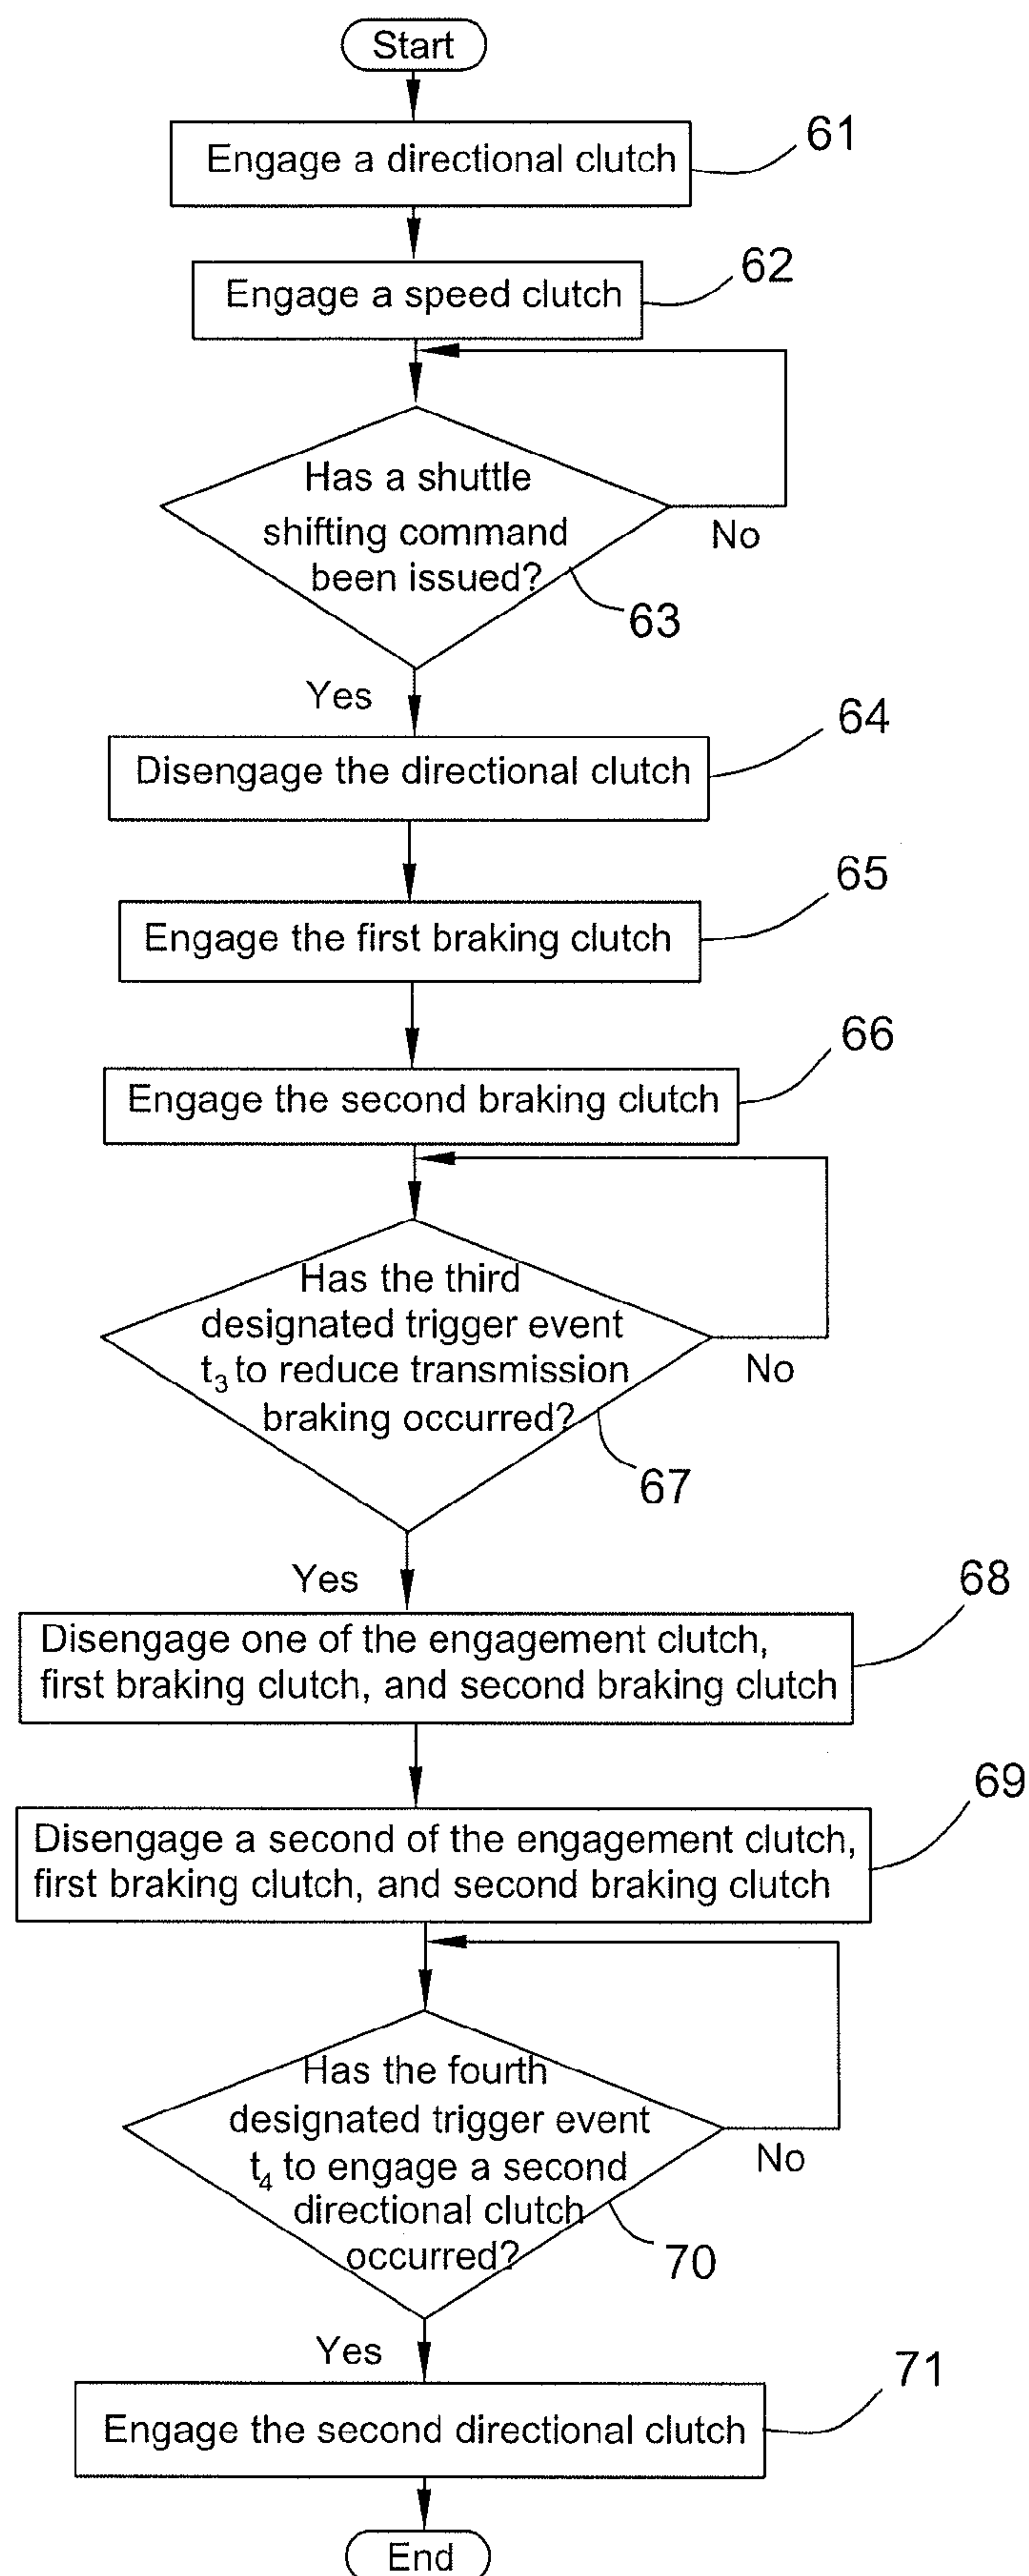 Start
Engage a directional clutch
61
Engage a speed clutch
62
Has a shuttle
shifting command
been issued?
No
63
Yes
64
Disengage the directional clutch
65
Engage the first braking clutch
66
Engage the second braking clutch
Has the third
designated trigger event
t3 to reduce transmission
braking occurred?
No
67
Yes
68
Disengage one of the engagement clutch,
first braking clutch, and second braking clutch
69
Disengage a second of the engagement clutch,
first braking clutch, and second braking clutch
Has the fourth
designated trigger event
t4 to engage a second
directional clutch
occurred?
No
70
Yes
71
Engage the second directional clutch
End